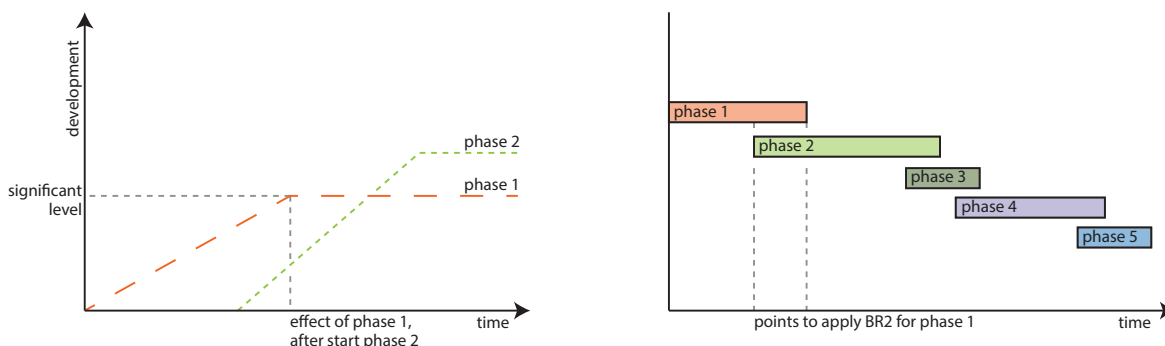 development
significant
level
phase 2
phase 1
effect of phase 1,
after start phase 2
time
phase 1
phase 2
phase 3
phase 4
phase 5
points to apply BR2 for phase 1
time